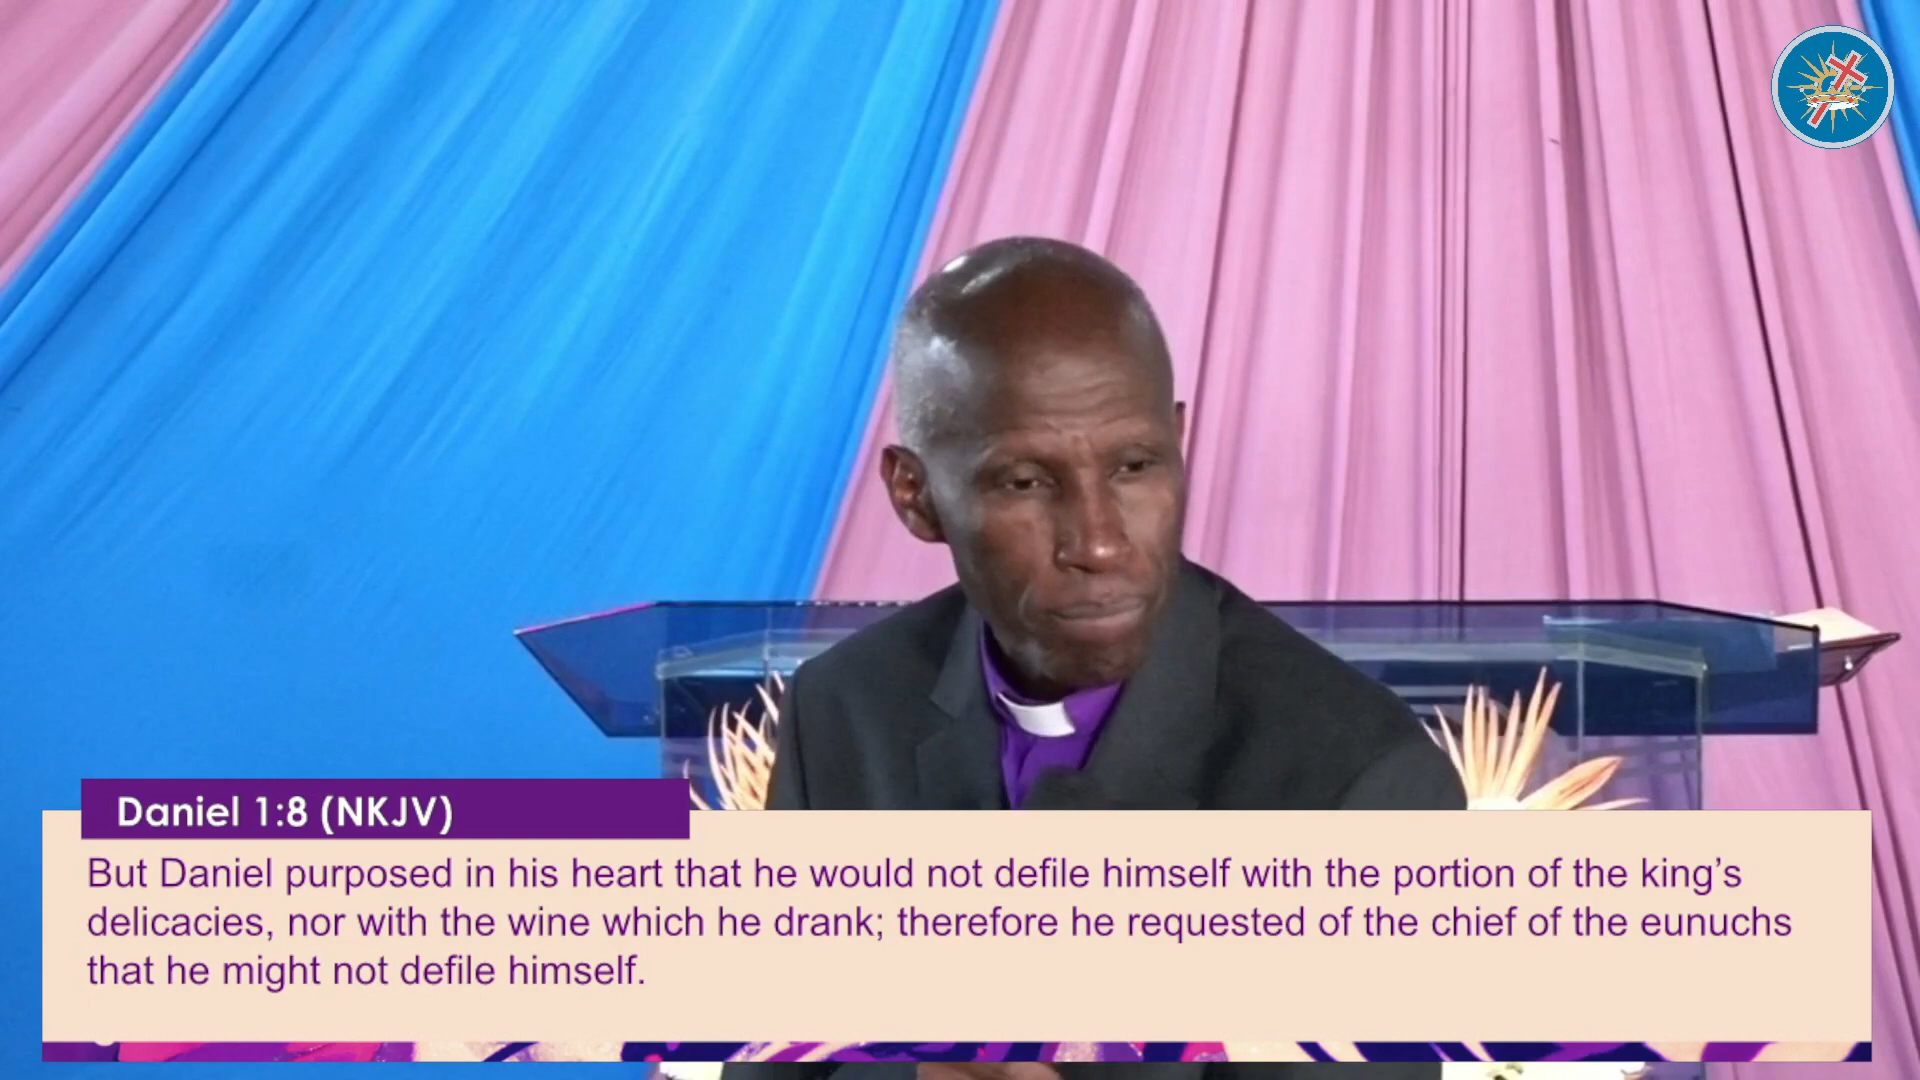 Daniel 1:8 (NKJV)
But Daniel purposed in his heart that he would not defile himself with the portion of the king’s
delicacies, nor with the wine which he drank; therefore he requested of the chief of the eunuchs
that he might not defile himself.